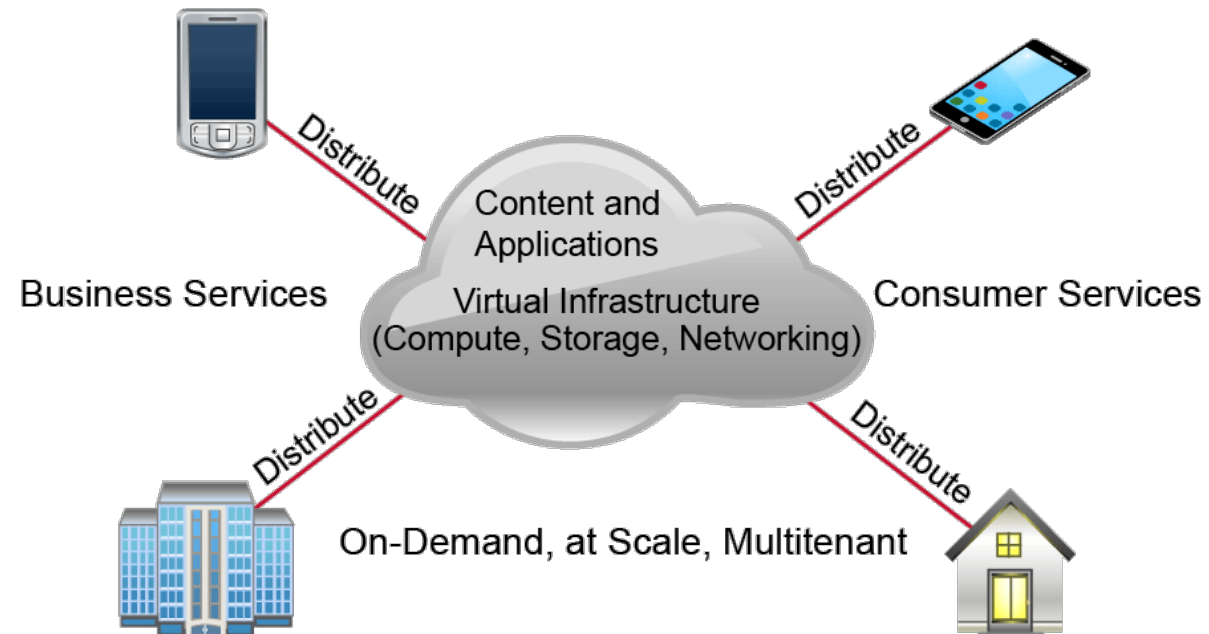 Distribute
Distribute
Content and
Applications
Business Services
Virtual Infrastructure
(Compute, Storage, Networking)
Consumer Services
Distribute
Distribute
On-Demand, at Scale, Multitenant